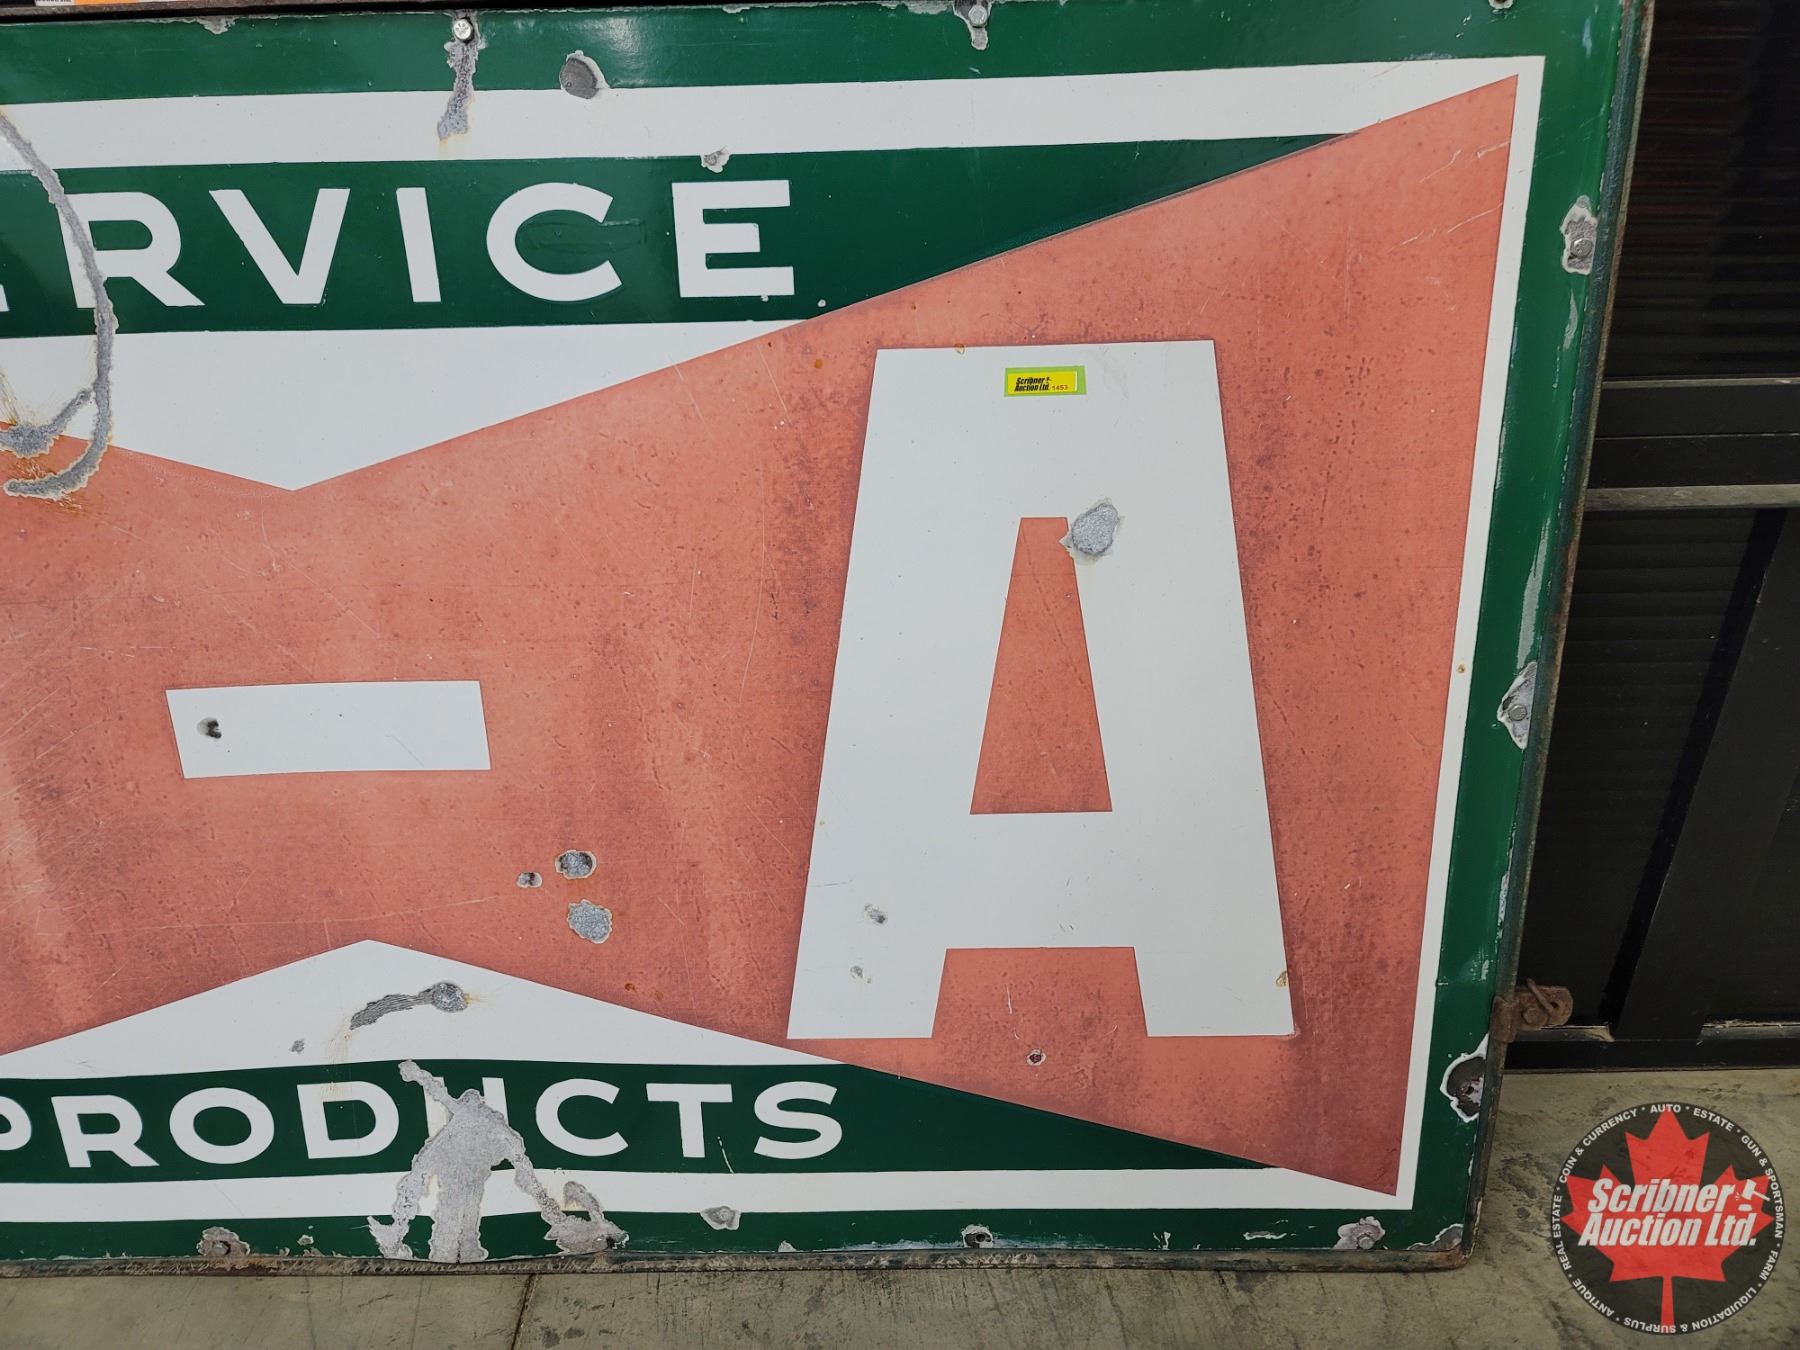 ERVICE
Scribner
Auction Ltd. 1453
- A
PRODUCTS
COIN & CURRENCY * AUTO * ESTATE * GUN & SPORTSMAN * FARM * LIQUIDATION & SURPLUS * ANTIQUE * REAL ESTATE *
Scribner
Auction Ltd.